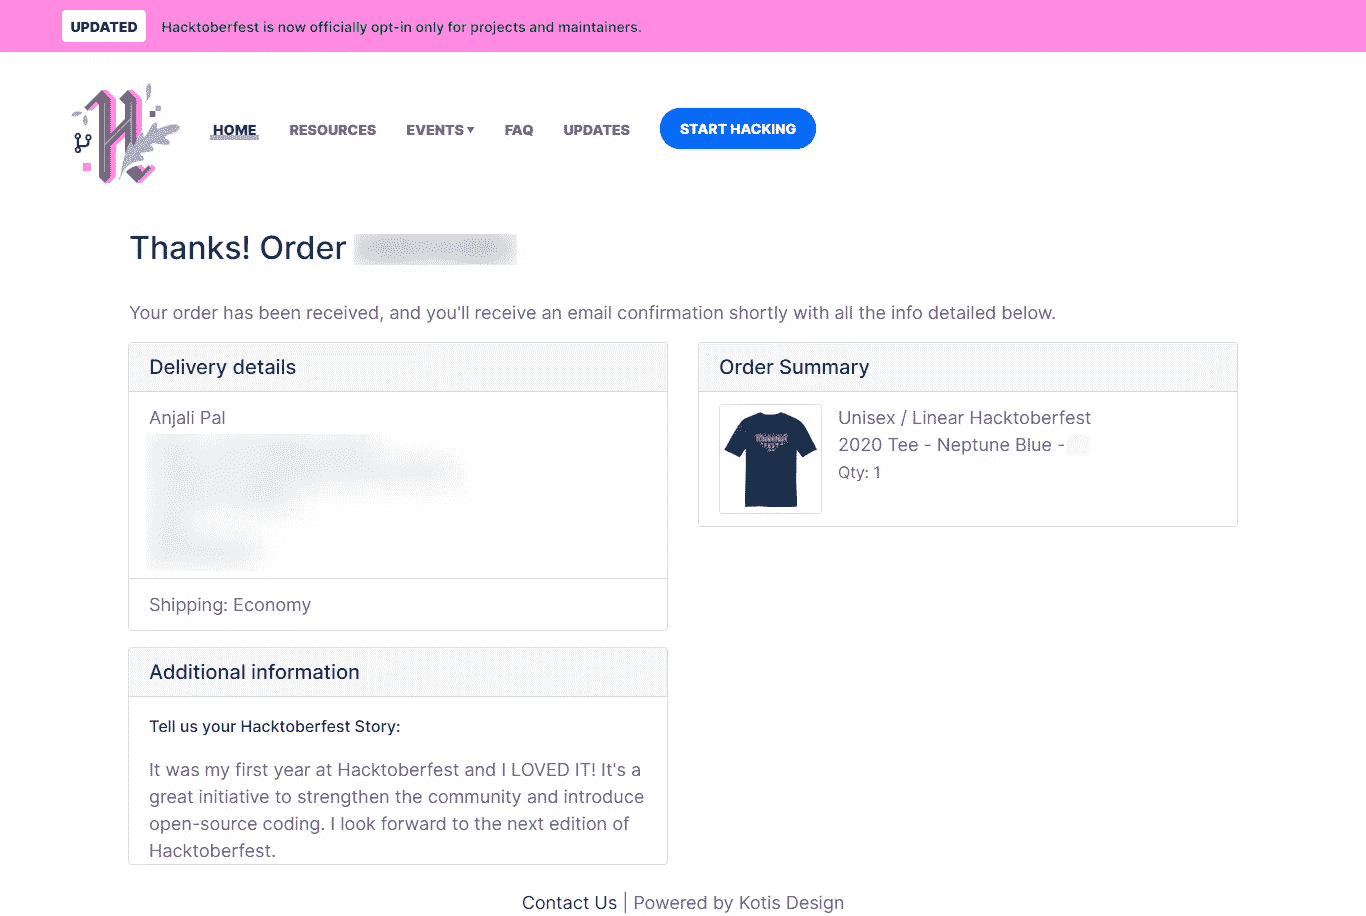 UPDATED Hacktoberfest is now officially opt-in only for projects and maintainers.
HOME RESOURCES EVENTS ▾ FAQ UPDATES START HACKING
Thanks! Order
Your order has been received, and you'll receive an email confirmation shortly with all the info detailed below.
Delivery details
Anjali Pal
Shipping: Economy
Order Summary
Unisex / Linear Hacktoberfest
2020 Tee - Neptune Blue -
Qty: 1
Additional information
Tell us your Hacktoberfest Story:
It was my first year at Hacktoberfest and I LOVED IT! It's a
great initiative to strengthen the community and introduce
open-source coding. I look forward to the next edition of
Hacktoberfest.
Contact Us | Powered by Kotis Design